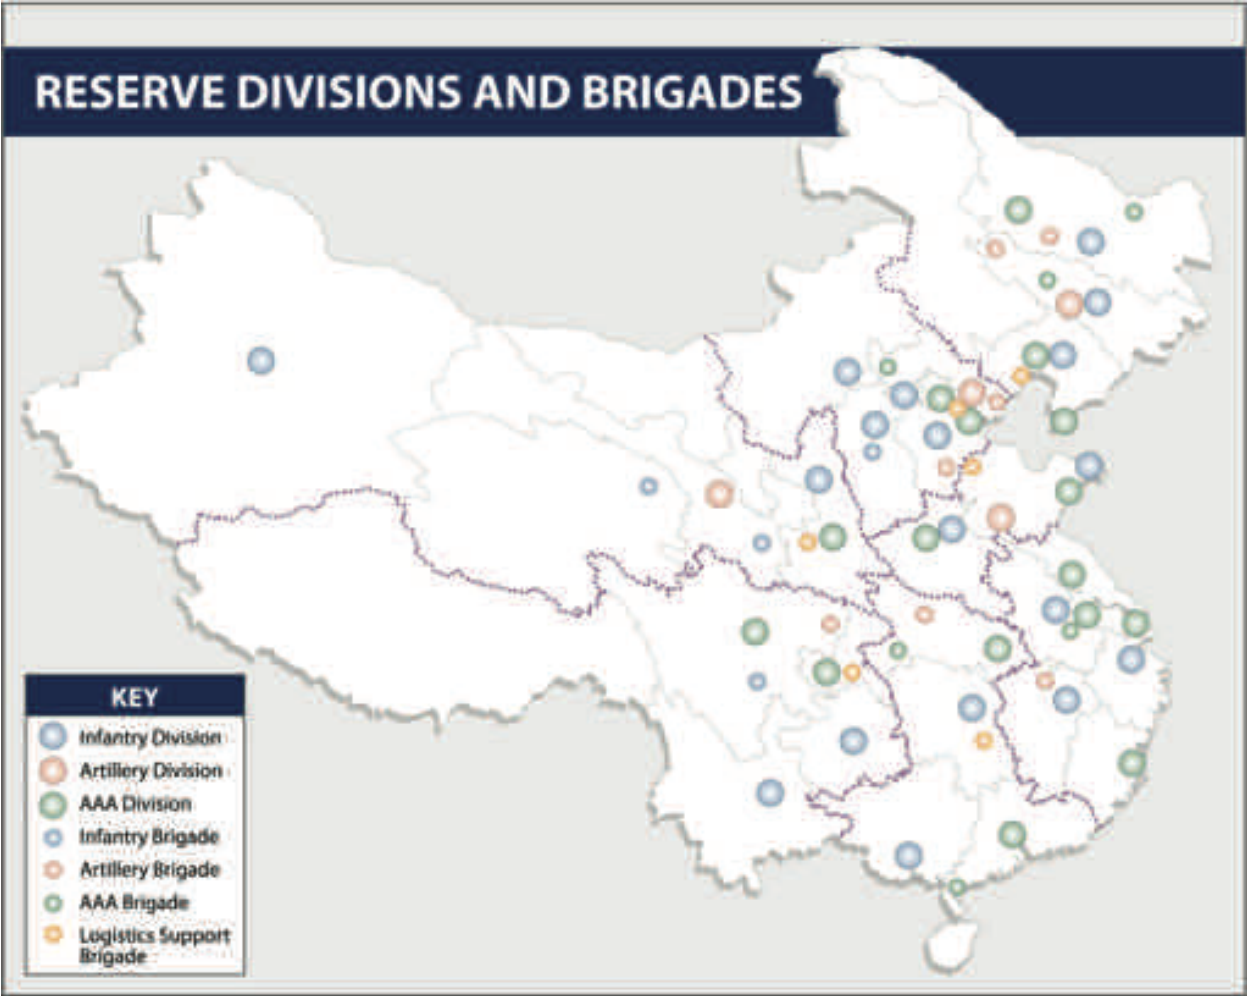 RESERVE DIVISIONS AND BRIGADES
KEY
Infantry Division
Artillery Division
AAA Division
Infantry Brigade
Artillery Brigade
AAA Brigade
Logistics Support
Brigade